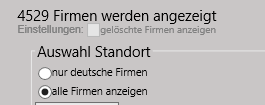 4529 Firmen werden angezeigt
Einstellungen: gelöschte Firmen anzeigen
Auswahl Standort
nur deutsche Firmen
alle Firmen anzeigen